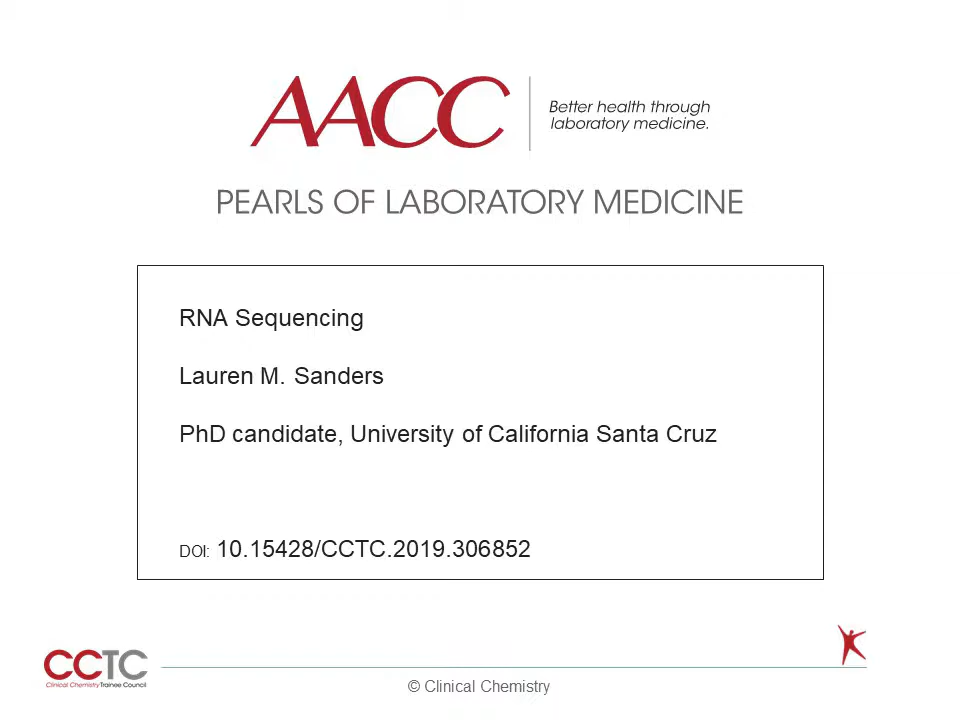 AACC
Better health through
laboratory medicine.
PEARLS OF LABORATORY MEDICINE
RNA Sequencing
Lauren M. Sanders
PhD candidate, University of California Santa Cruz
DOI: 10.15428/CCTC.2019.306852
CCTC
Clinical Chemistry Trainee Council
© Clinical Chemistry